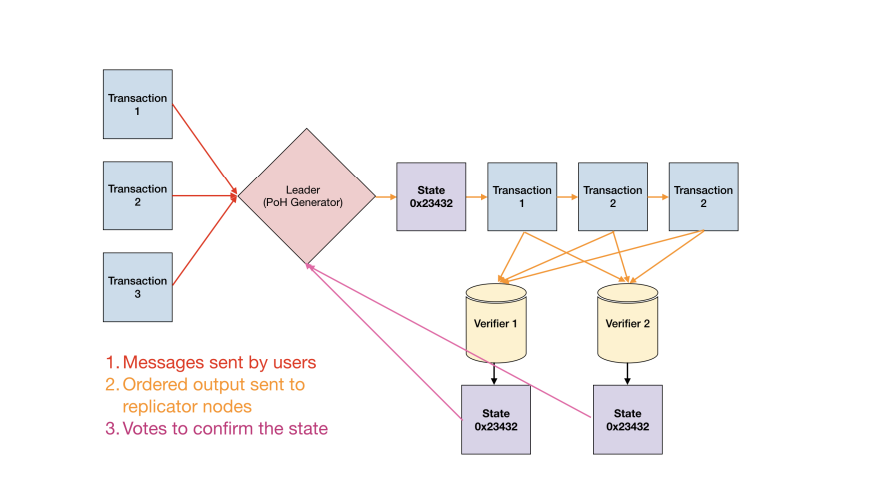 Transaction
1
Transaction
2
Transaction
3
Leader
(PoH Generator)
State
0x23432
Transaction
1
Transaction
2
Transaction
2
Verifier 1
Verifier 2
State
0x23432
State
0x23432
1. Messages sent by users
2. Ordered output sent to
replicator nodes
3. Votes to confirm the state